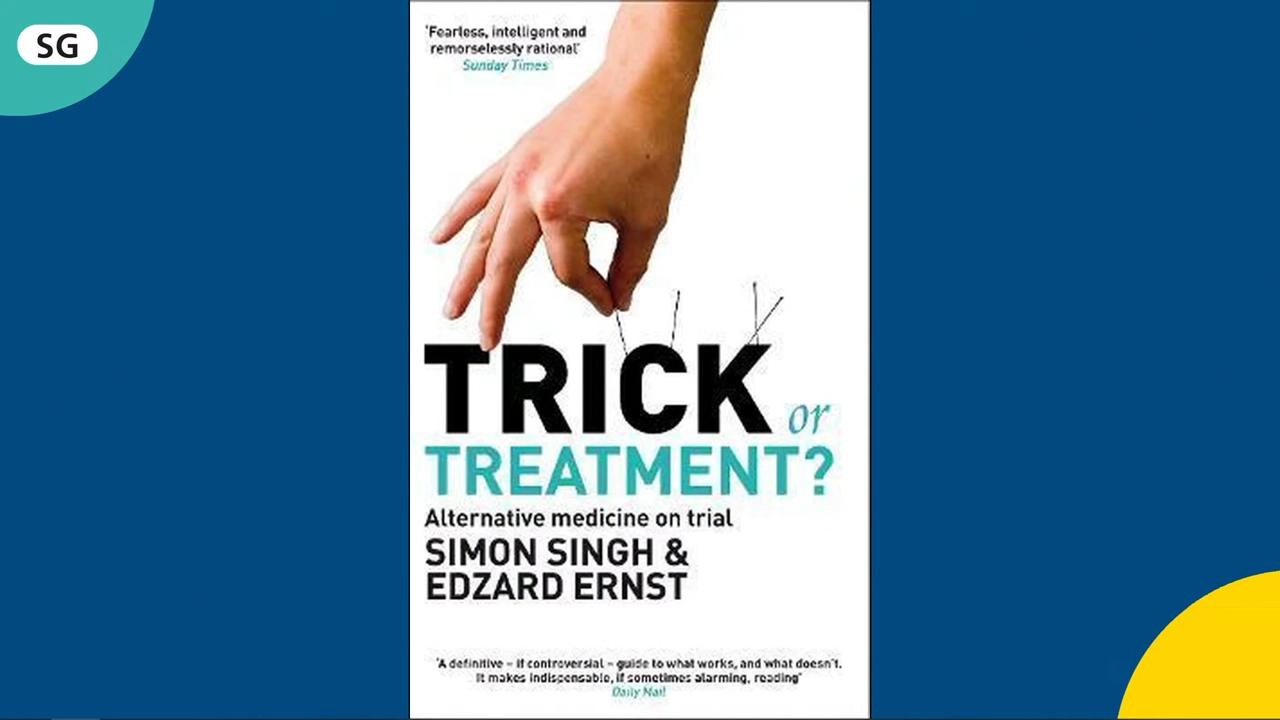 SG
'Fearless, intelligent and
remorselessly rational'
Sunday Times
TRICK or
TREATMENT?
Alternative medicine on trial
SIMON SINGH &
EDZARD ERNST
'A definitive – if controversial – guide to what works, and what doesn't.
It makes indispensable, if sometimes alarming, reading'
Daily Mail